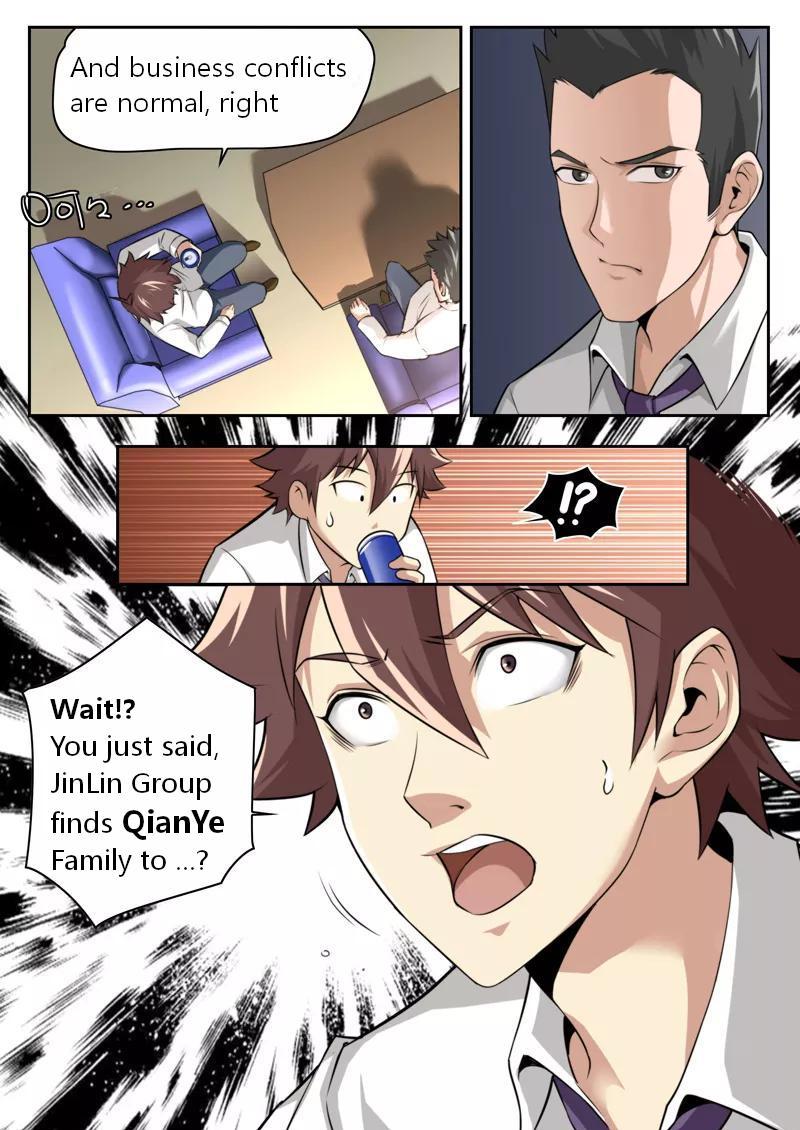 And business conflicts
are normal, right
!?
Wait!?
You just said,
JinLin Group
finds QianYe
Family to ...?